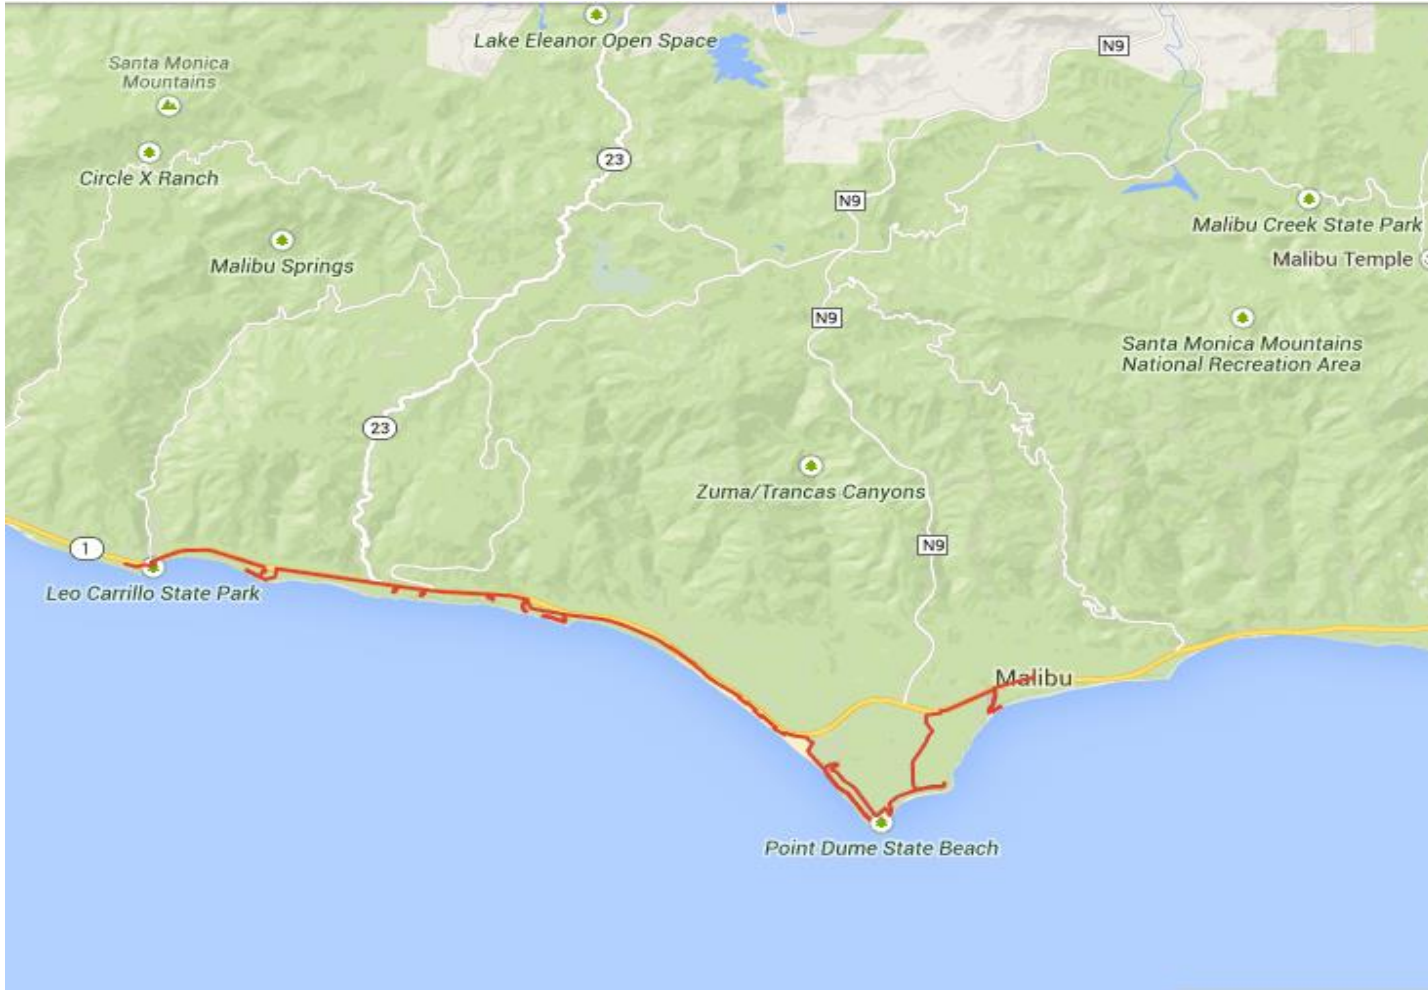 Lake Eleanor Open Space
N9
Santa Monica
Mountains
23
Circle X Ranch
N9
Malibu Creek State Park
Malibu Springs
Malibu Temple
N9
Santa Monica Mountains
National Recreation Area
23
Zuma/Trancas Canyons
N9
1
Leo Carrillo State Park
Malibu
Point Dume State Beach